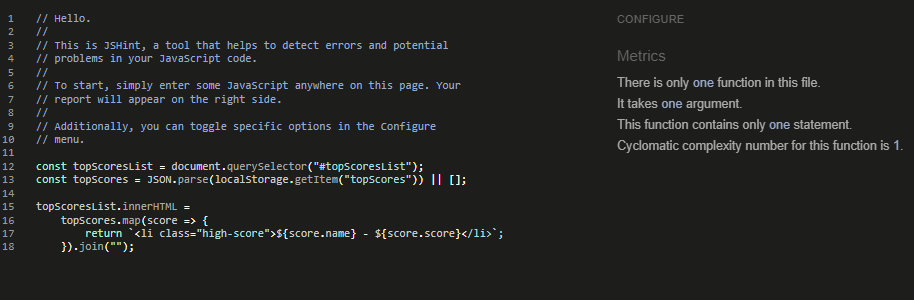 1 // Hello.
2 //
3 // This is JSHint, a tool that helps to detect errors and potential
4 // problems in your JavaScript code.
5 //
6 // To start, simply enter some JavaScript anywhere on this page. Your
7 // report will appear on the right side.
8 //
9 // Additionally, you can toggle specific options in the Configure
10 // menu.
11
12 const topScoresList = document.querySelector("#topScoresList");
13 const topScores = JSON.parse(localStorage.getItem("topScores")) || [];
14
15 topScoresList.innerHTML =
16     topScores.map(score => {
17         return `<li class="high-score">${score.name} - ${score.score}</li>`;
18     }).join("");
CONFIGURE
Metrics
There is only one function in this file.
It takes one argument.
This function contains only one statement.
Cyclomatic complexity number for this function is 1.